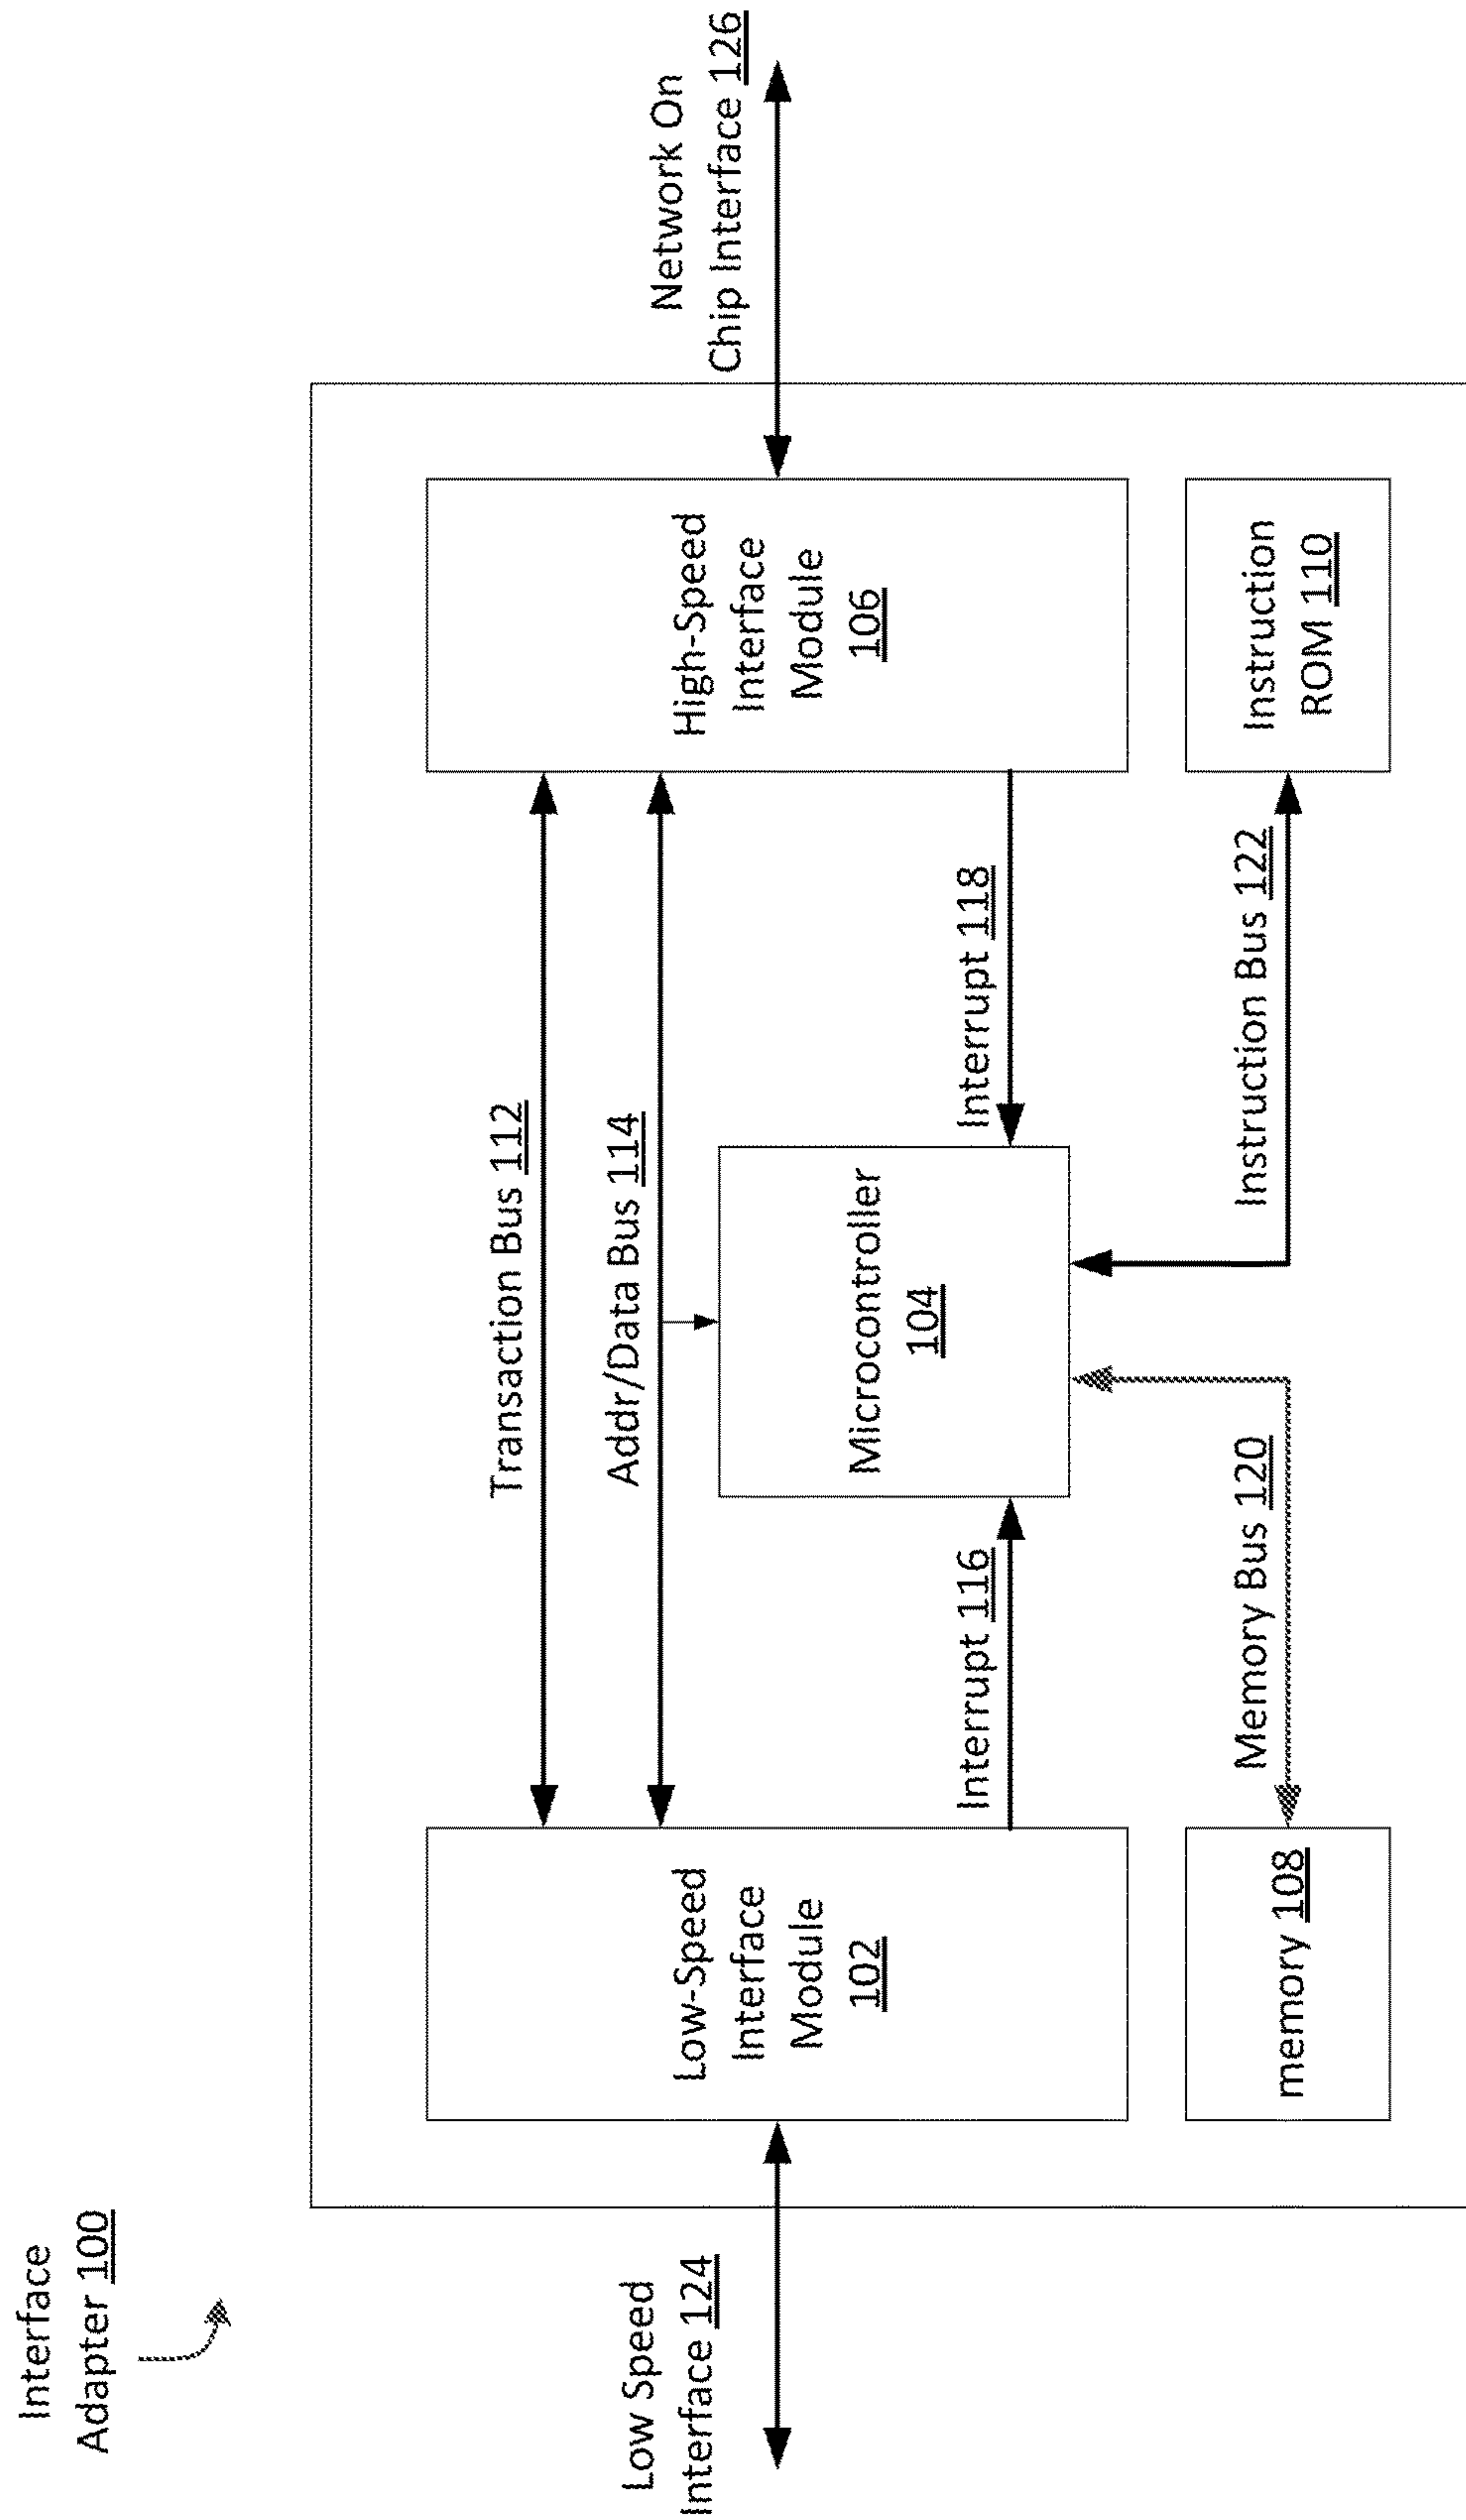 Interface
Adapter 100
Low Speed
Interface 124
Low-Speed
Interface
Module
102
memory 108
Transaction Bus 112
Addr/Data Bus 114
Interrupt 116
Memory Bus 120
Microcontroller
104
Interrupt 118
Instruction Bus 122
High-Speed
Interface
Module
106
Instruction
ROM 110
Network On
Chip Interface 126